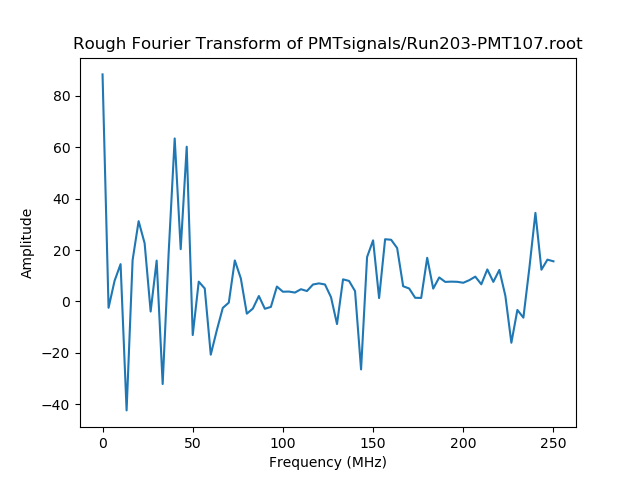 Rough Fourier Transform of PMTsignals/Run203-PMT107.root
80
60
40
20
0
−20
−40
Amplitude
0 50 100 150 200 250
Frequency (MHz)